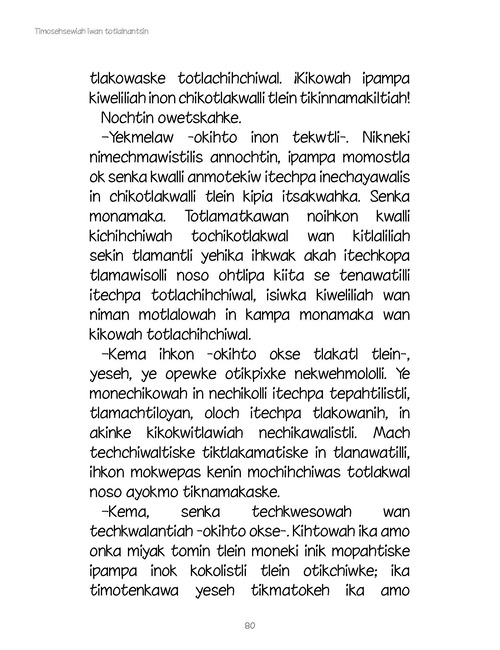 Timosehsewiah iwan totlalnantsin
tlakowaske totlachihchiwal. ¡Kikowah ipampa
kiweliliah inon chikotlakwalli tlein tikinnamakiltiah!
Nochtin owetskahke.
—Yekmelaw -okihto inon tekwtli-. Nikneki
nimechmawistilis annochtin, ipampa momostla
ok senka kwalli anmotekiw itechpa inechayawalis
in chikotlakwalli tlein kipia itsakwahka. Senka
monamaka. Totlamatkawan noihkon kwalli
kichihchiwah tochikotlakwal wan kitlaliliah
sekin tlamantli yehika ihkwak akah itechkopa
tlamawisolli noso ohtlipa kiita se tenawatilli
itechpa totlachihchiwal, isiwka kiweliliah wan
niman motlalowah in kampa monamaka wan
kikowah totlachihchiwal.
—Kema ihkon -okihto okse tlakatl tlein-,
yeseh, ye opewke otikpixke nekwehmololli. Ye
monechikowah in nechikolli itechpa tepahtilistli,
tlamachtiloyan, oloch itechpa tlakowanih, in
akinke kikokwitlawiah nechikawalistli. Mach
techchiwaltiske tiktlakamatiske in tlanawatilli,
ihkon mokwepas kenin mochihchiwas totlakwal
noso ayokmo tiknamakaske.
—Kema, senka techkwesowah wan
techkwalantiah -okihto okse-. Kihtowah ika amo
onka miyak tomin tlein moneki inik mopahtiske
ipampa inok kokolistli tlein otikchiwke; ika
timotenkawa yeseh tikmatokeh ika amo
80